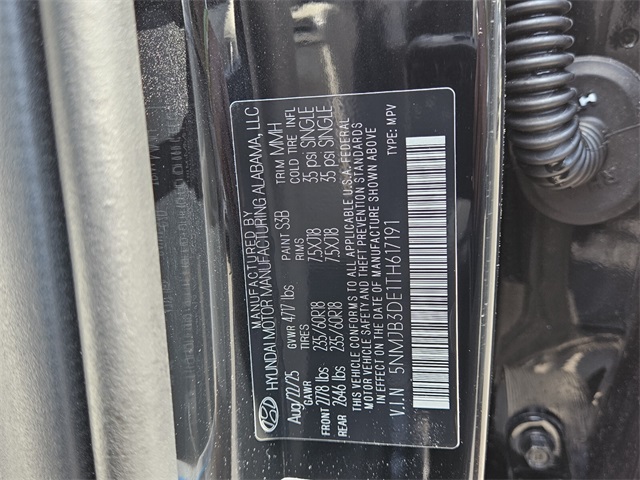 MANUFACTURED BY
HYUNDAI MOTOR MANUFACTURING ALABAMA, LLC
Aug/22/25 GVWR 4717 lbs PAINT S3B TRIM MMH
GAWR TIRES RIMS COLD TIRE INFL
FRONT 2778 lbs 235/60R18 7.5X018 35 psi SINGLE
REAR 2646 lbs 235/60R18 7.5X018 35 psi SINGLE
THIS VEHICLE CONFORMS TO ALL APPLICABLE U.S.A. FEDERAL
MOTOR VEHICLE SAFETY, BUMPER, AND THEFT PREVENTION STANDARDS
IN EFFECT ON THE DATE OF MANUFACTURE SHOWN ABOVE
V.I.N 5NMJB3DE1TH617191 TYPE: MPV